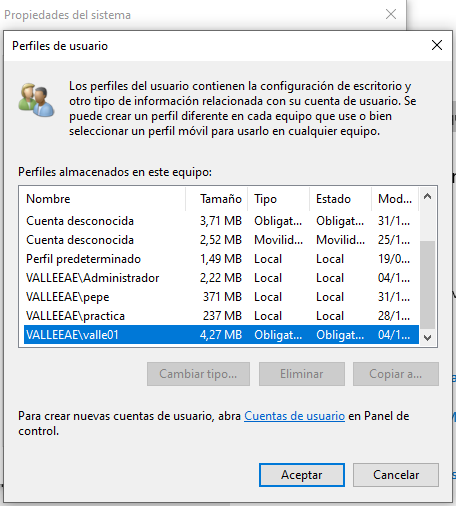 Propiedades del sistema
Perfiles de usuario
Los perfiles del usuario contienen la configuración de escritorio y
otro tipo de información relacionada con su cuenta de usuario. Se
puede crear un perfil diferente en cada equipo que use o bien
seleccionar un perfil móvil para usarlo en cualquier equipo.
Perfiles almacenados en este equipo:
Nombre Tamaño Tipo Estado Mod...
Cuenta desconocida 3,71 MB Obligat... Obligat... 31/1...
Cuenta desconocida 2,52 MB Movilid... Movilid... 25/1...
Perfil predeterminado 1,49 MB Local Local 19/0...
VALLEEAE\Administrador 2,22 MB Local Local 04/1...
VALLEEAE\pepe 371 MB Local Local 31/1...
VALLEEAE\practica 237 MB Local Local 28/1...
VALLEEAE\valle01 4,27 MB Obligat... Obligat... 04/1...
Cambiar tipo... Eliminar Copiar a...
Para crear nuevas cuentas de usuario, abra Cuentas de usuario en Panel de
control.
Aceptar Cancelar